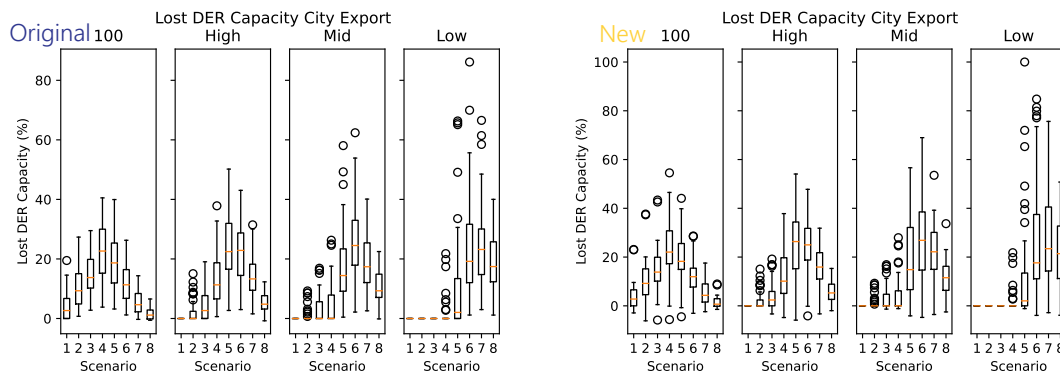 Lost DER Capacity City Export
Original 100 High Mid Low
80
60
40
20
0
Lost DER Capacity (%)
1 2 3 4 5 6 7 8 1 2 3 4 5 6 7 8 1 2 3 4 5 6 7 8 1 2 3 4 5 6 7 8
Scenario Scenario Scenario Scenario
Lost DER Capacity City Export
New 100 High Mid Low
100
80
60
40
20
0
Lost DER Capacity (%)
1 2 3 4 5 6 7 8 1 2 3 4 5 6 7 8 1 2 3 4 5 6 7 8 1 2 3 4 5 6 7 8
Scenario Scenario Scenario Scenario